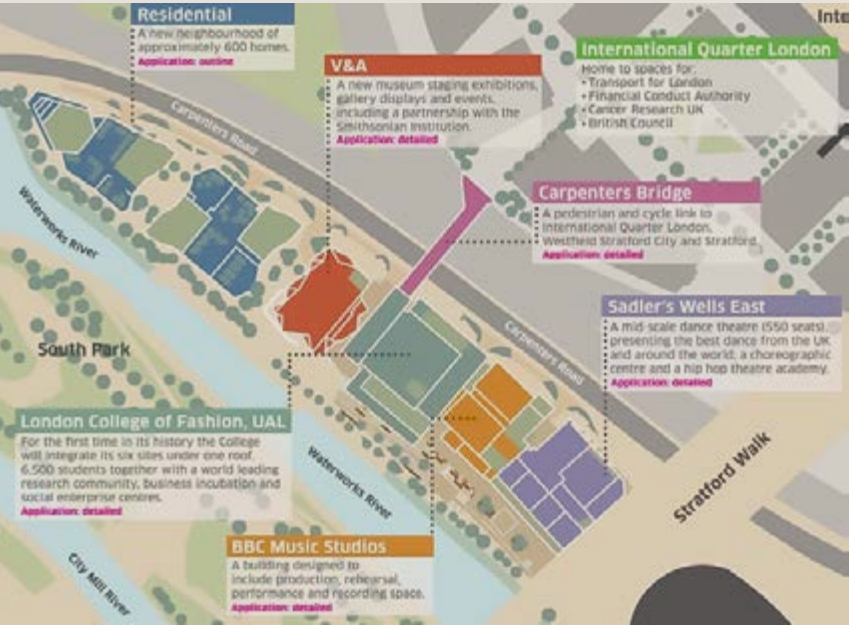 Residential
A new neighbourhood of
approximately 600 homes.
Application: outline
V&A
A new museum staging exhibitions,
gallery displays and events,
including a partnership with the
Smithsonian Institution.
Application: detailed
Inte
International Quarter London
Home to spaces for:
• Transport for London
• Financial Conduct Authority
• Cancer Research UK
• British Council
Carpenters Road
Carpenters Bridge
A pedestrian and cycle link to
International Quarter London,
Westfield Stratford City and Stratford.
Application: detailed
Waterworks River
Sadler's Wells East
A mid-scale dance theatre (550 seats),
presenting the best dance from the UK
and around the world, a choreographic
centre and a hip hop theatre academy.
Application: detailed
South Park
Carpenters Road
London College of Fashion, UAL
For the first time in its history the College
will integrate its six sites under one roof.
6,500 students together with a world leading
research community, business incubation and
social enterprise centres.
Application: detailed
Waterworks River
Stratford Walk
BBC Music Studios
A building designed to
include production, rehearsal,
performance and recording space.
Application: detailed
City Mill River